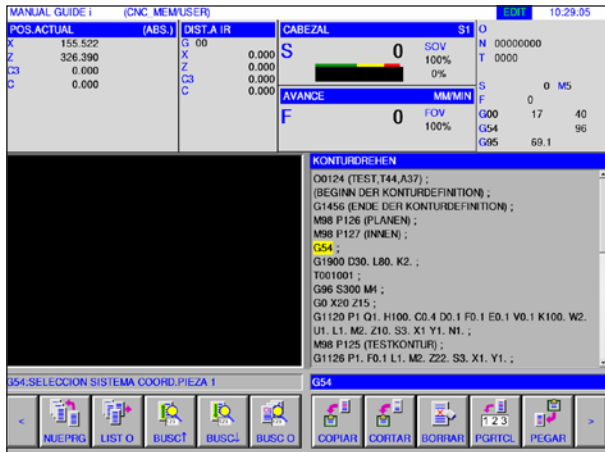 MANUAL GUIDE i (CNC_MEM/USER) EDIT 10:29:05
POS.ACTUAL (ABS.)
X 155.522
Z 326.390
C3 0.000
C 0.000
DIST.A IR
G 00
X 0.000
Z 0.000
C3 0.000
C 0.000
CABEZAL S1
S 0 SOV
100%
0%
AVANCE MM/MIN
F 0 FOV
100%
O
N 00000000
T 0000
S 0 M5
F 0
G00 17 40
G54 96
G95 69.1
KONTURDREHEN
O0124 (TEST,T44,A37) ;
(BEGINN DER KONTURDEFINITION) ;
G1456 (ENDE DER KONTURDEFINITION) ;
M98 P126 (PLANEN) ;
M98 P127 (INNEN) ;
G54 ;
G1900 D30. L80. K2. ;
T001001 ;
G96 S300 M4 ;
G0 X20 Z15 ;
G1120 P1 Q1. H100. C0.4 D0.1 F0.1 E0.1 V0.1 K100. W2.
U1. L1. M2. Z10. S3. X1 Y1. N1. ;
M98 P125 (TESTKONTUR) ;
G1126 P1. F0.1 L1. M2. Z22. S3. X1. Y1. ;
G54:SELECCION SISTEMA COORD.PIEZA 1
G54
< NUEPRG LIST O BUSC↑ BUSC↓ BUSC O COPIAR CORTAR BORRAR PGRTCL PEGAR >